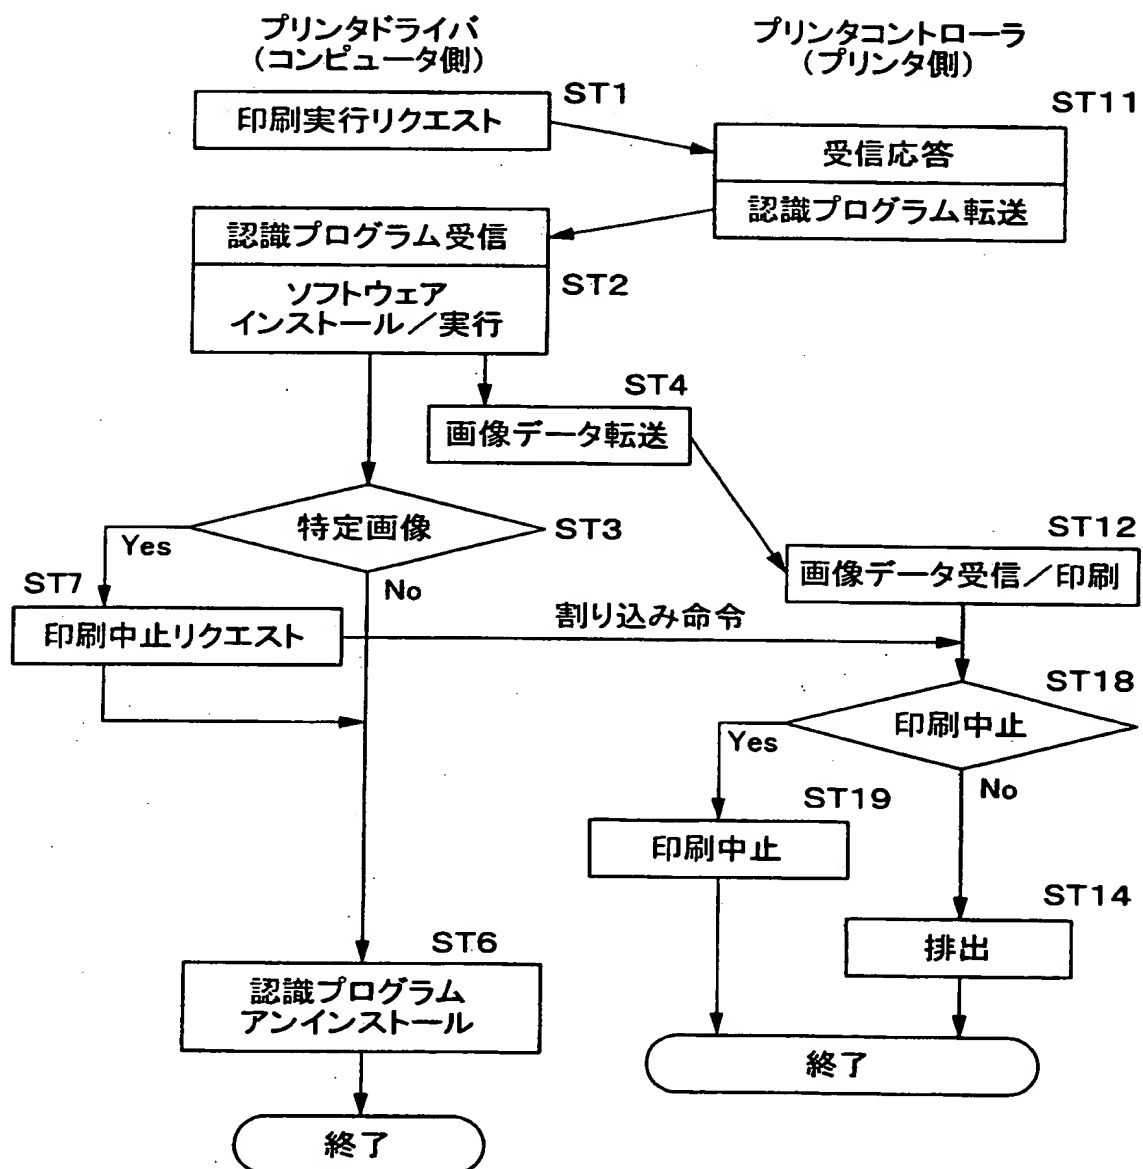 プリンタドライバ
(コンピュータ側)
プリンタコントローラ
(プリンタ側)
ST1
印刷実行リクエスト
ST11
受信応答
認識プログラム転送
認識プログラム受信
ST2
ソフトウェア
インストール/実行
ST4
画像データ転送
特定画像
ST3
Yes
No
ST12
画像データ受信/印刷
ST7
印刷中止リクエスト
割り込み命令
ST18
印刷中止
Yes
No
ST19
印刷中止
ST14
排出
ST6
認識プログラム
アンインストール
終了
終了